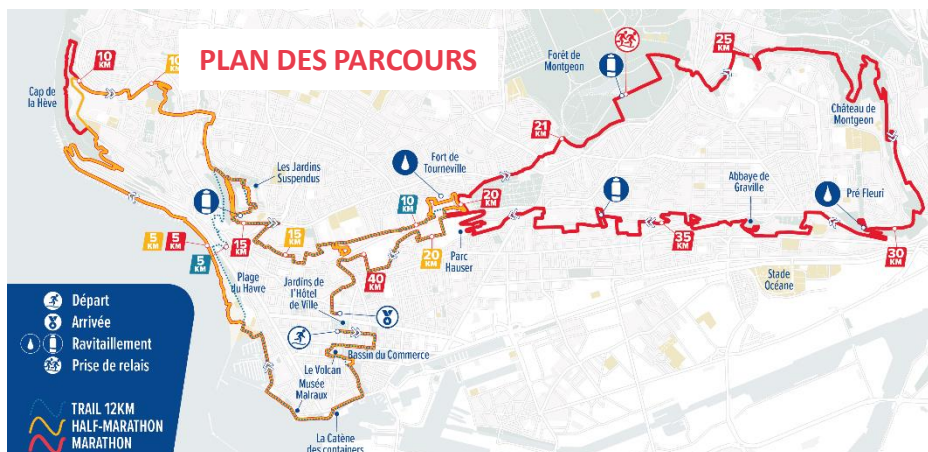 PLAN DES PARCOURS
10
KM
10
Cap de
la Hève
Forêt de
Montgeon
25
KM
21
KM
Château de
Montgeon
Les Jardins
Suspendus
Fort de
Tourneville
10
KM
20
KM
Abbaye de
Graville
Pré Fleuri
5
KM
5
KM
5
KM
15
KM
15
KM
20
KM
Parc
Hauser
35
KM
30
KM
Plage
du Havre
Jardins de
l'Hôtel
de Ville
40
KM
Stade
Océane
Bassin du Commerce
Le Volcan
Musée
Malraux
La Catène
des containers
Départ
Arrivée
Ravitaillement
Prise de relais
TRAIL 12KM
HALF-MARATHON
MARATHON